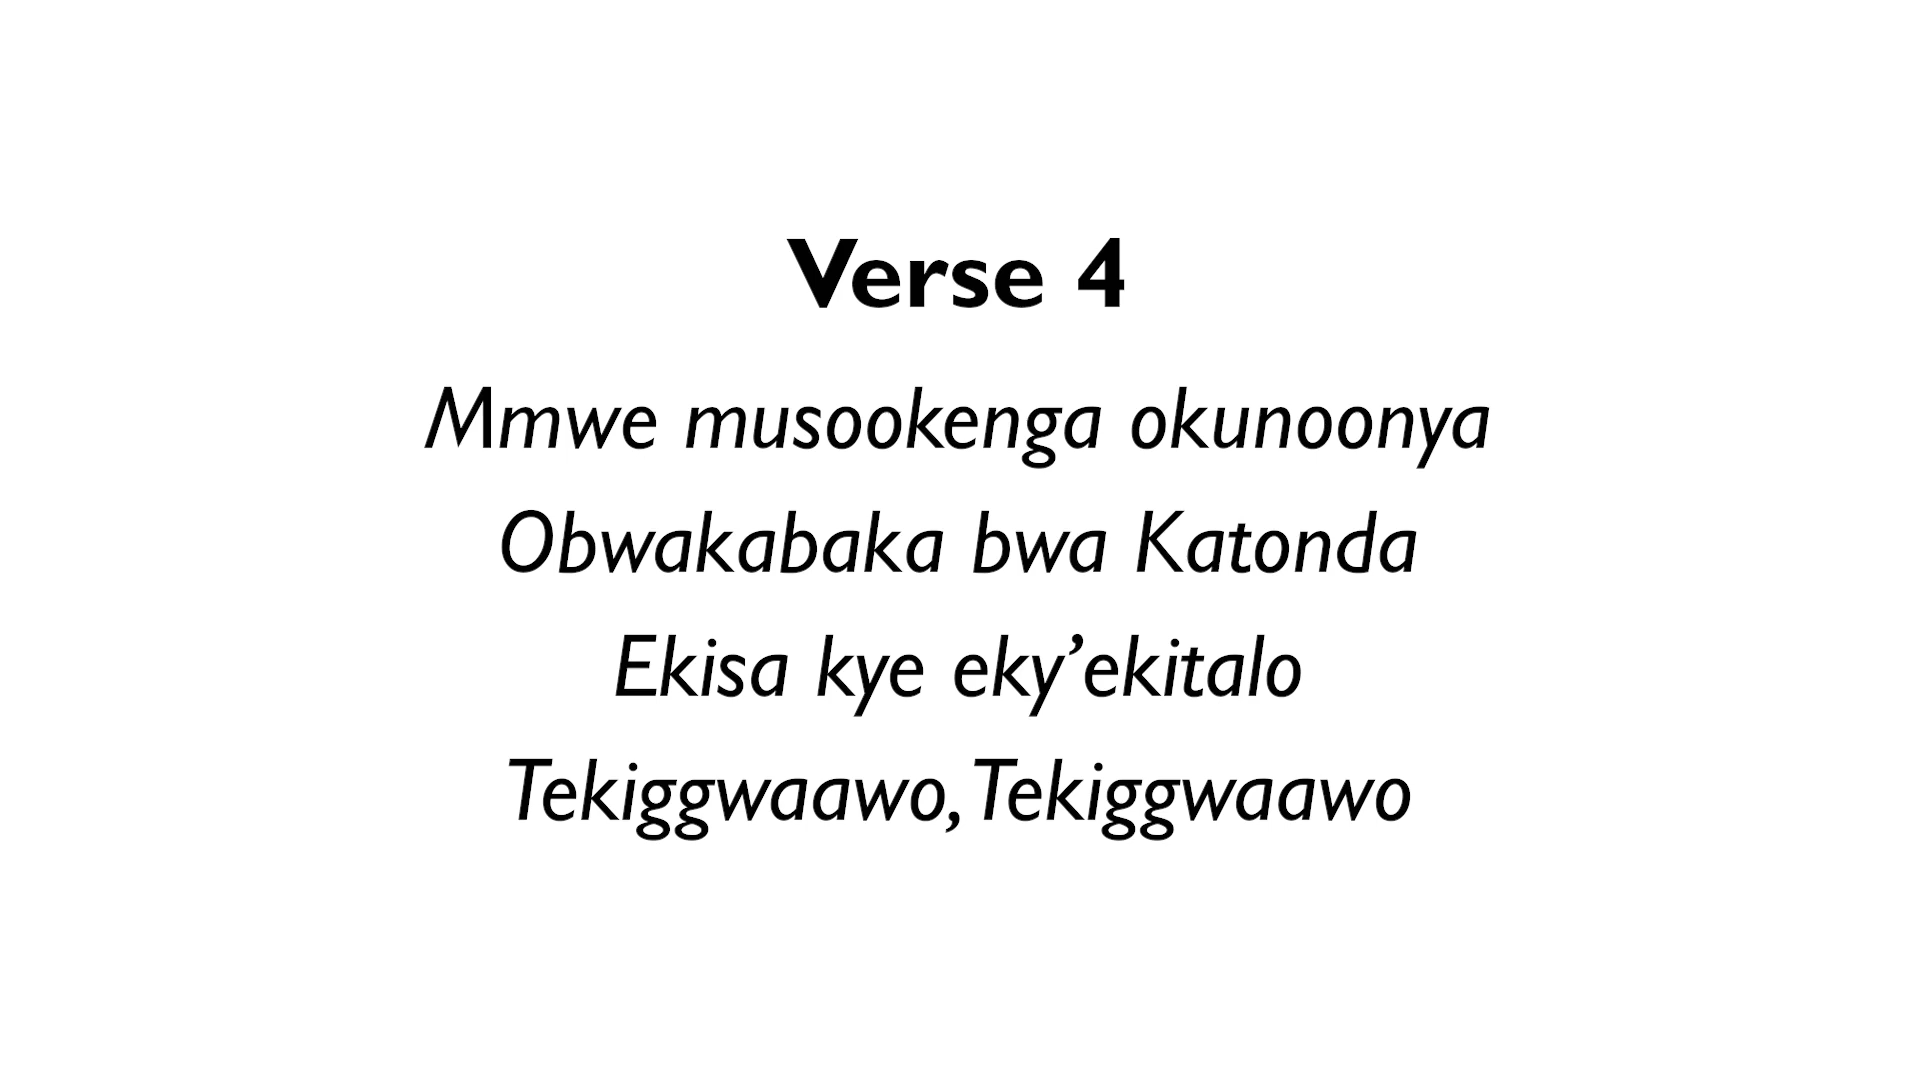 Verse 4
Mmwe musookenga okunoonya
Obwakabaka bwa Katonda
Ekisa kye eky’ekitalo
Tekiggwaawo, Tekiggwaawo